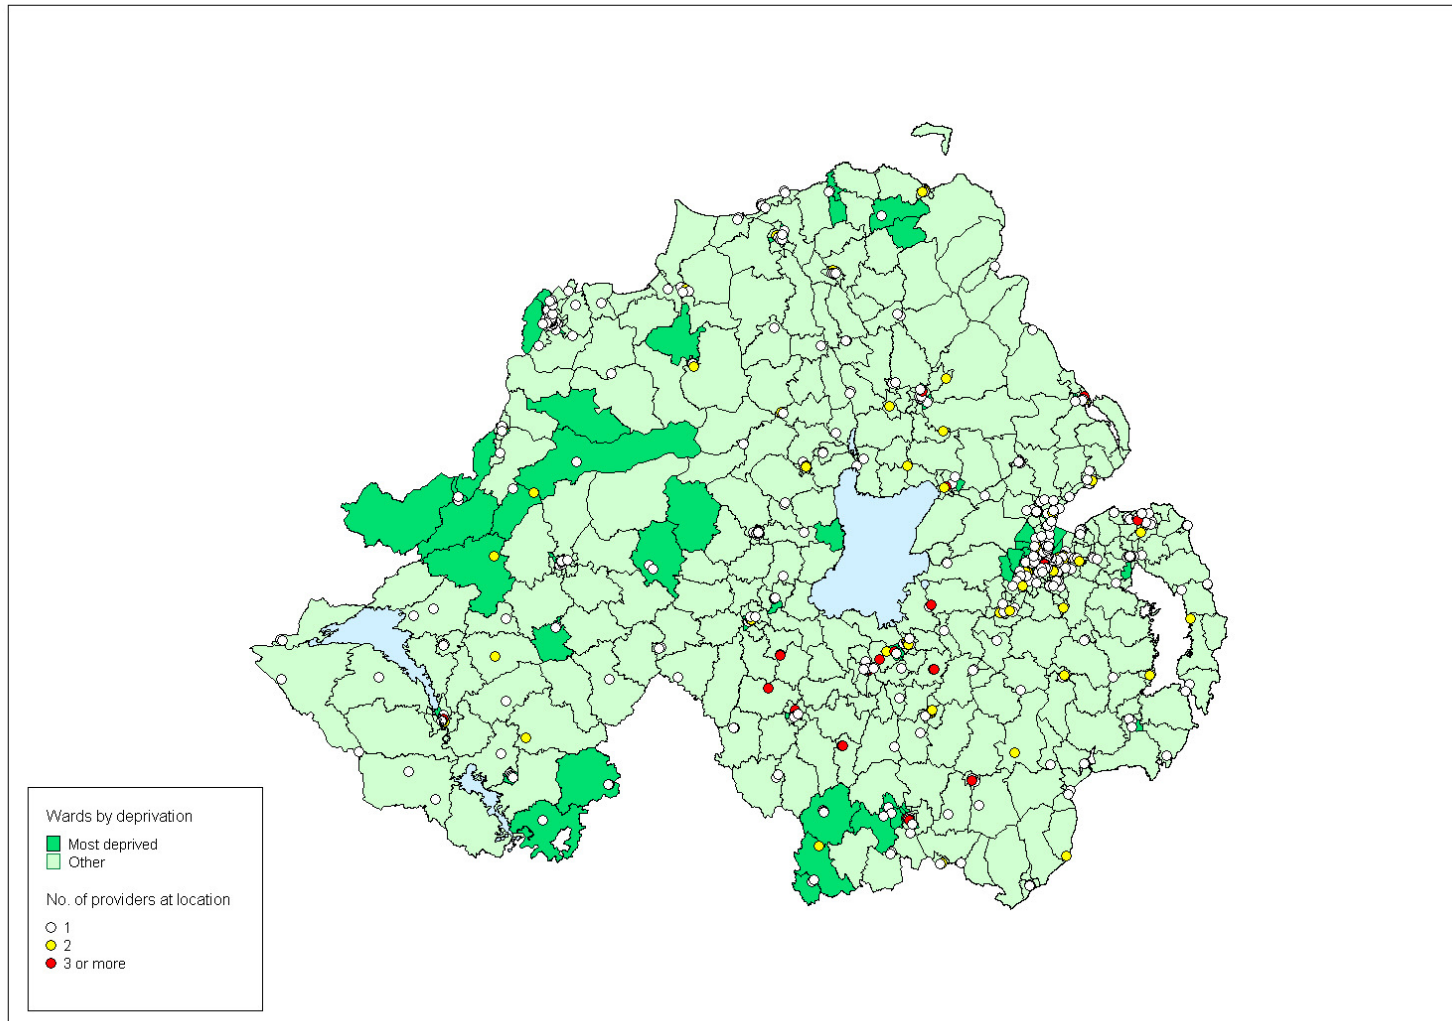 Wards by deprivation
Most deprived
Other
No. of providers at location
1
2
3 or more